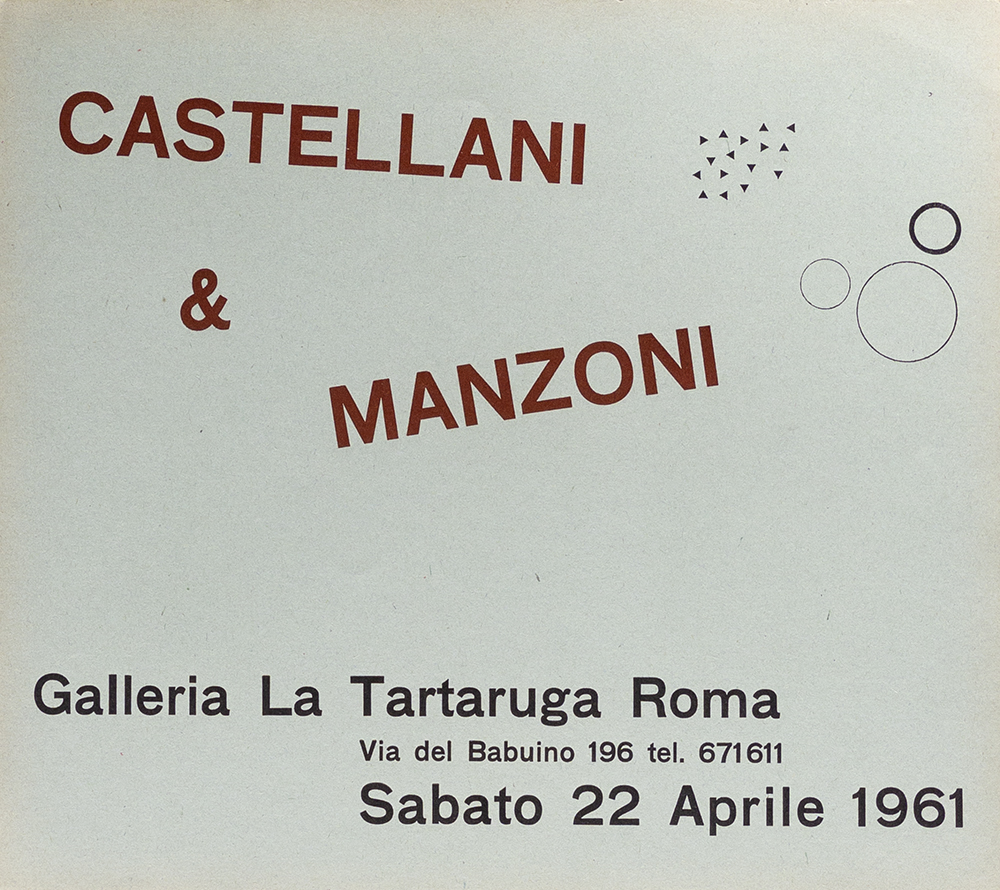 CASTELLANI
&
MANZONI
Galleria La Tartaruga Roma
Via del Babuino 196 tel. 671611
Sabato 22 Aprile 1961